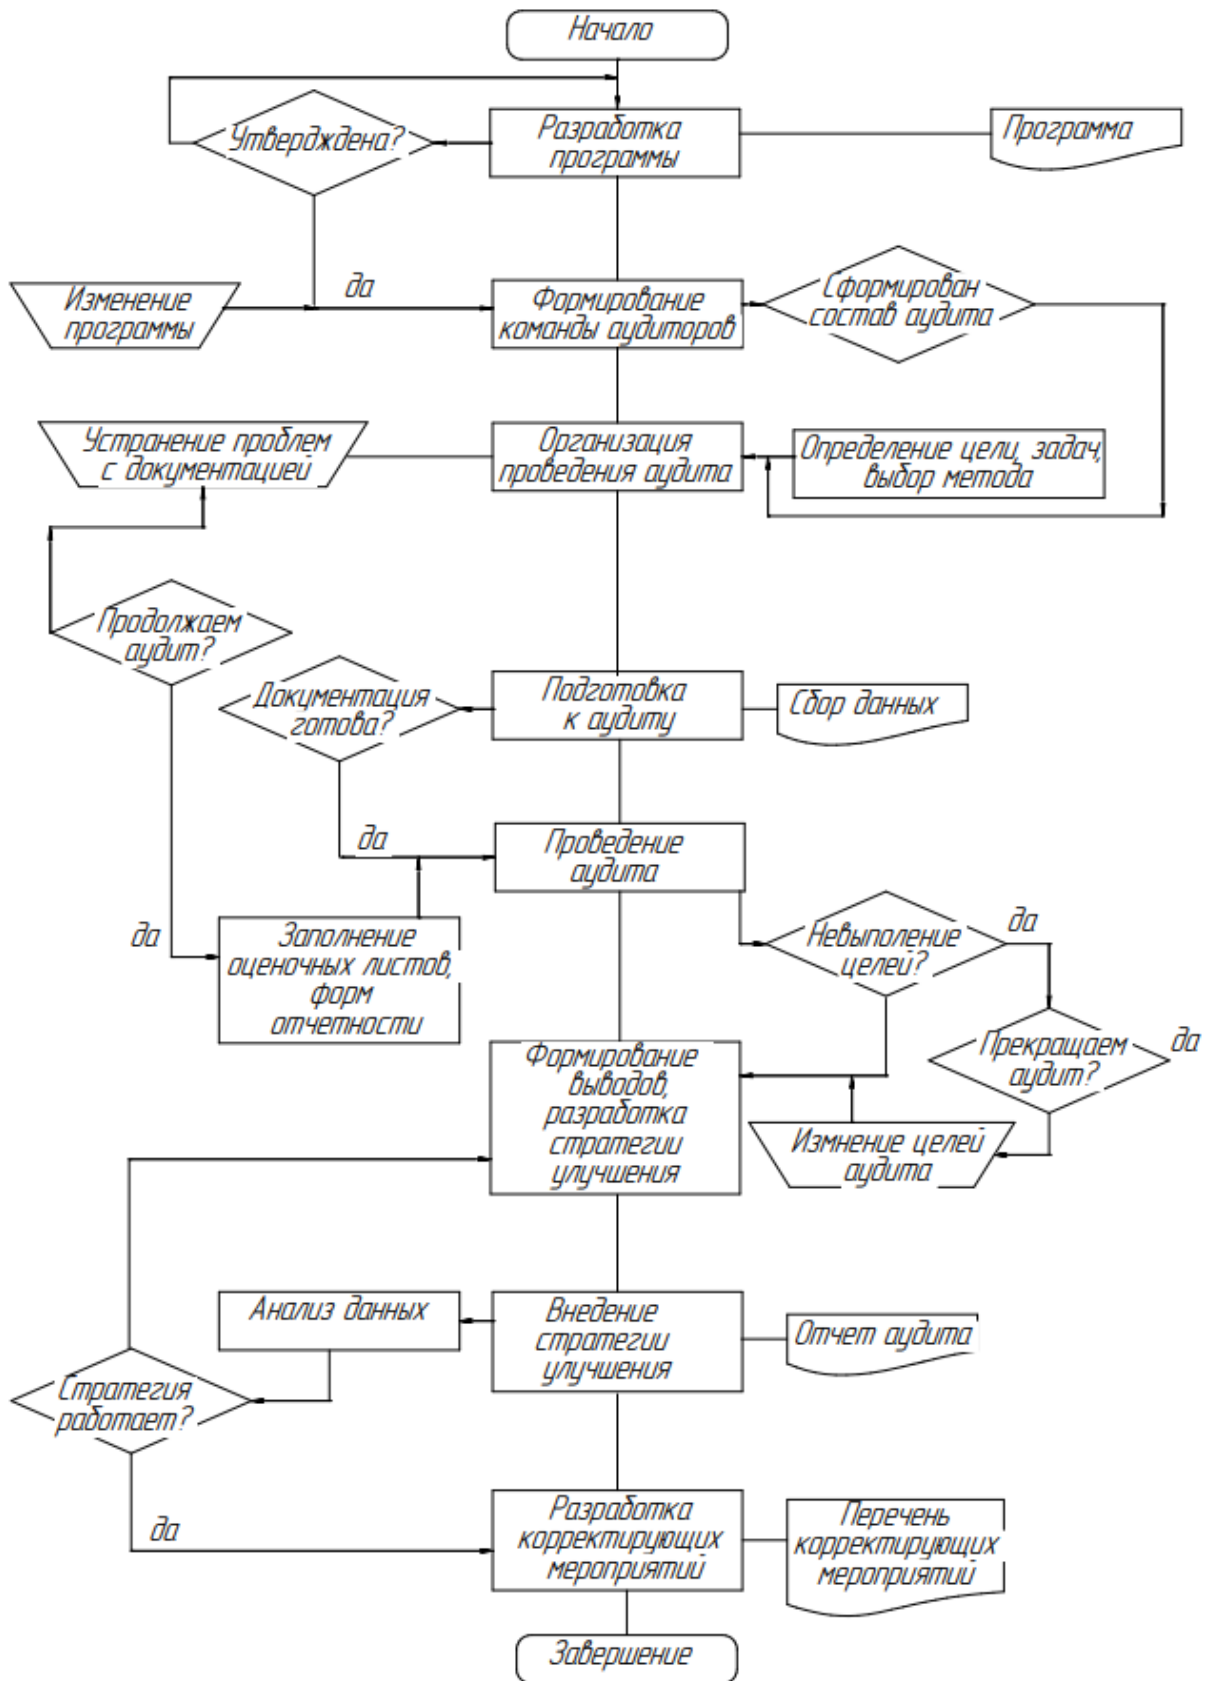 Начало
Утверждена?
Разработка
программы
Программа
Изменение
программы
да
Формирование
команды аудиторов
Сформирован
состав аудита
Устранение проблем
с документацией
Организация
проведения аудита
Определение цели, задач,
выбор метода
Продолжаем
аудит?
Документация
готова?
Подготовка
к аудиту
Сбор данных
да
Проведение
аудита
да
Заполнение
оценочных листов,
форм
отчетности
Невыполение
целей?
да
Прекращаем
аудит?
да
Формирование
выводов,
разработка
стратегии
улучшения
Измнение целей
аудита
Анализ данных
Внедение
стратегии
улучшения
Отчет аудита
Стратегия
работает?
да
Разработка
корректирующих
мероприятий
Перечень
корректирующих
мероприятий
Завершение